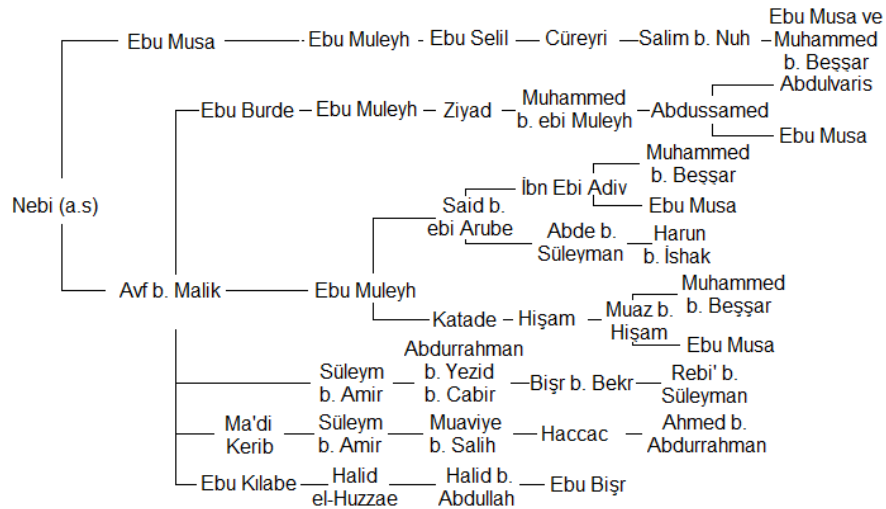 Ebu Musa
Ebu Muleyh
Ebu Selil
Cüreyri
Salim b. Nuh
Ebu Musa ve
Muhammed
b. Beşşar
Ebu Burde
Ebu Muleyh
Ziyad
Muhammed
b. ebi Muleyh
Abdussamed
Abdulvaris
Ebu Musa
Nebi (a.s)
Avf b. Malik
Ebu Muleyh
Said b.
ebi Arube
İbn Ebi Adiv
Muhammed
b. Beşşar
Ebu Musa
Abde b.
Süleyman
Harun
b. İshak
Katade
Hişam
Muaz b.
Hişam
Muhammed
b. Beşşar
Ebu Musa
Süleym
b. Amir
Abdurrahman
b. Yezid
b. Cabir
Bişr b. Bekr
Rebi' b.
Süleyman
Ma'di
Kerib
Süleym
b. Amir
Muaviye
b. Salih
Haccac
Ahmed b.
Abdurrahman
Ebu Kılabe
Halid
el-Huzzae
Halid b.
Abdullah
Ebu Bişr